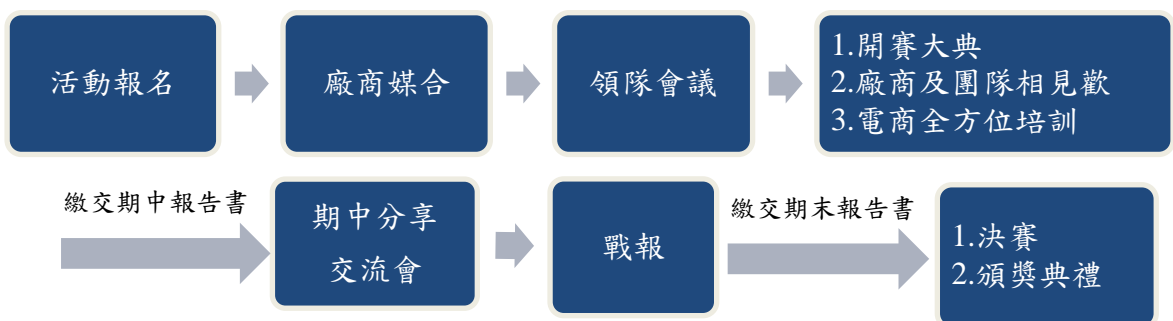 活動報名
廠商媒合
領隊會議
1.開賽大典
2.廠商及團隊相見歡
3.電商全方位培訓
繳交期中報告書
期中分享
交流會
戰報
繳交期末報告書
1.決賽
2.頒獎典禮